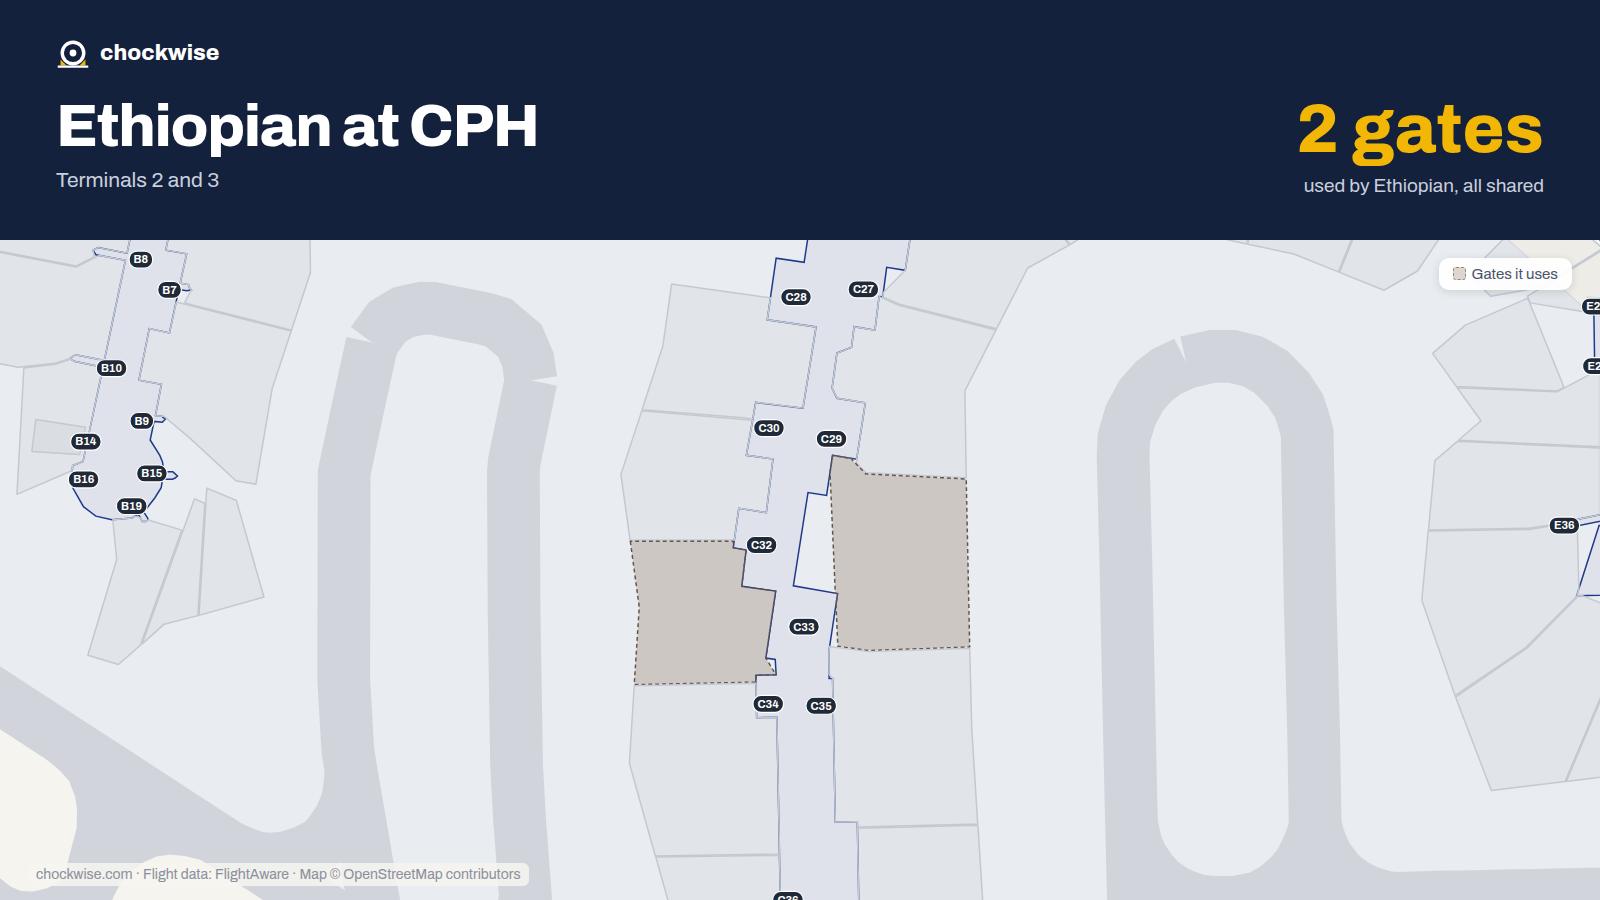 chockwise
Ethiopian at CPH
Terminals 2 and 3
2 gates
used by Ethiopian, all shared
Gates it uses
B8
B7
B10
B9
B14
B15
B16
B19
C28
C27
C30
C29
C32
C33
C34
C35
C36
E36
chockwise.com · Flight data: FlightAware · Map © OpenStreetMap contributors